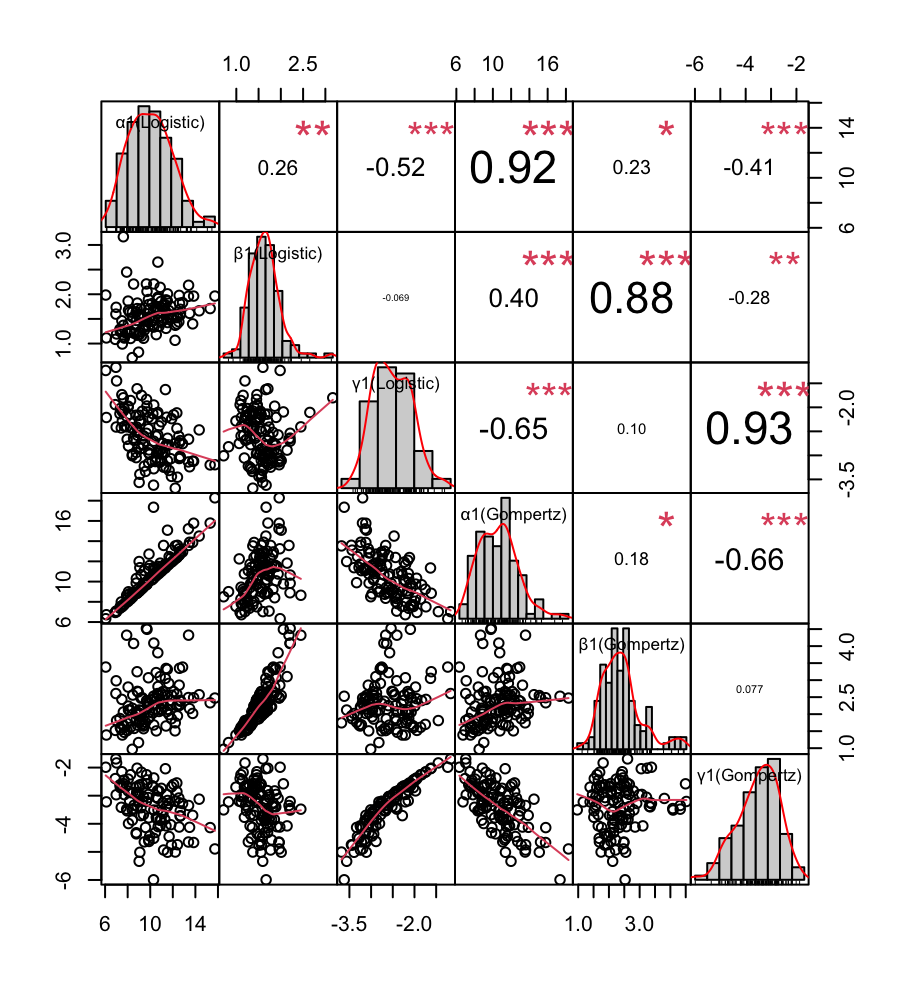 1.0 2.5 6 10 16 -6 -4 -2
α1(Logistic) ** *** *** * ***
0.26 -0.52 0.92 0.23 -0.41
6 10 14
β1(Logistic) *** *** **
-0.069 0.40 0.88 -0.28
1.0 2.0 3.0
γ1(Logistic) *** ***
-0.65 0.10 0.93
-3.5 -2.0
α1(Gompertz) * ***
0.18 -0.66
6 10 16
β1(Gompertz)
0.077
1.0 2.5 4.0
γ1(Gompertz)
-2
-4
-6
6 10 14 -3.5 -2.0 1.0 3.0